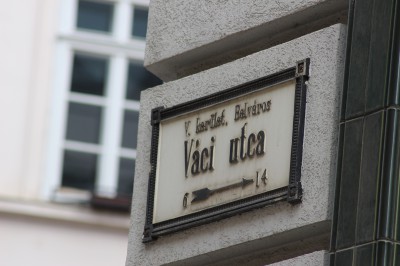 V. kerület, Belváros
Váci utca
6 → 14